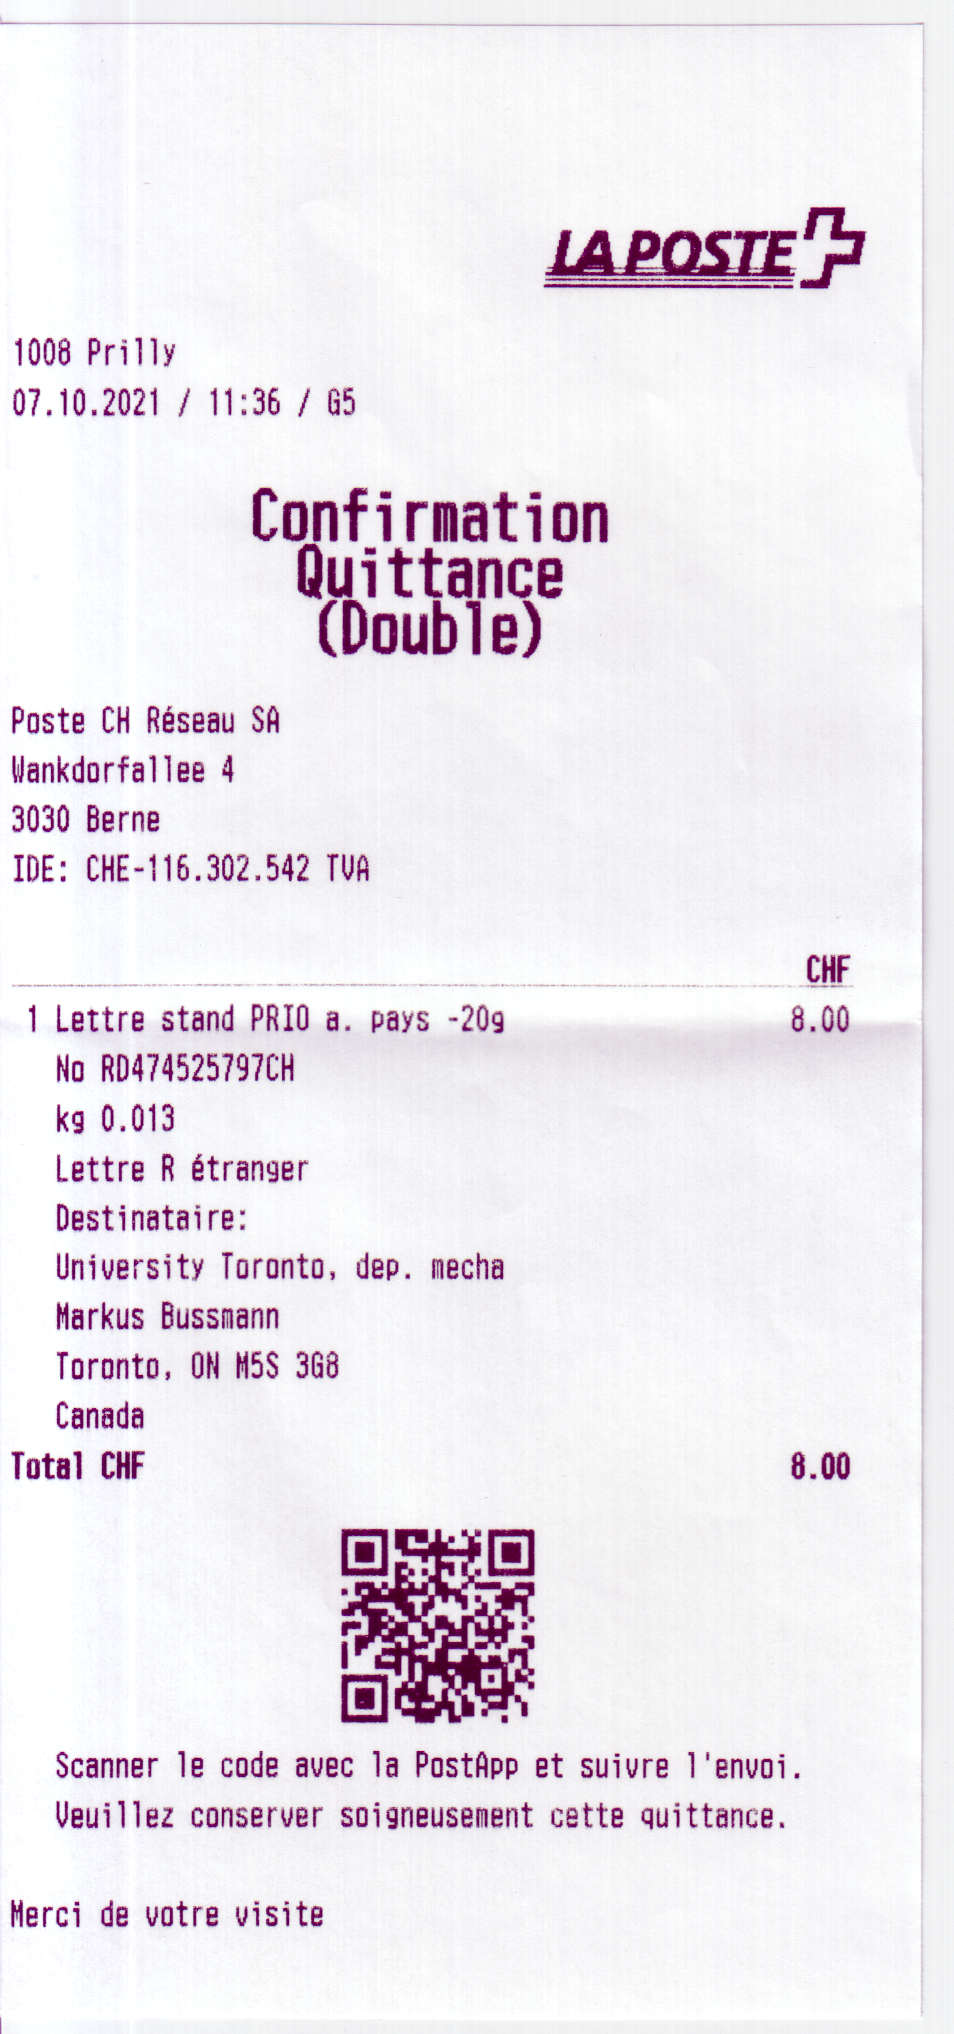 LA POSTE
1008 Prilly
07.10.2021 / 11:36 / G5
Confirmation
Quittance
(Double)
Poste CH Réseau SA
Wankdorfallee 4
3030 Berne
IDE: CHE-116.302.542 TVA
CHF
1 Lettre stand PRIO a. pays -20g 8.00
No RD474525797CH
kg 0.013
Lettre R étranger
Destinataire:
University Toronto, dep. mecha
Markus Bussmann
Toronto, ON M5S 3G8
Canada
Total CHF 8.00
Scanner le code avec la PostApp et suivre l'envoi.
Veuillez conserver soigneusement cette quittance.
Merci de votre visite